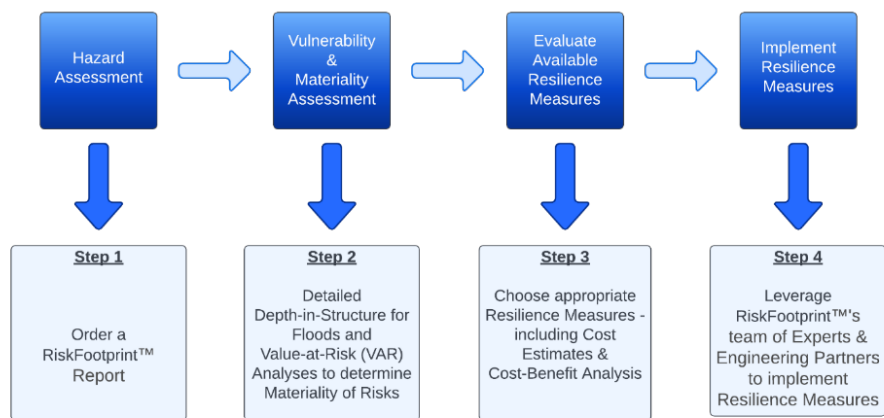 Hazard
Assessment
Vulnerability
&
Materiality
Assessment
Evaluate
Available
Resilience
Measures
Implement
Resilience
Measures
Step 1
Order a
RiskFootprint™
Report
Step 2
Detailed
Depth-in-Structure for
Floods and
Value-at-Risk (VAR)
Analyses to determine
Materiality of Risks
Step 3
Choose appropriate
Resilience Measures -
including Cost
Estimates &
Cost-Benefit Analysis
Step 4
Leverage
RiskFootprint™'s
team of Experts &
Engineering Partners
to implement
Resilience Measures